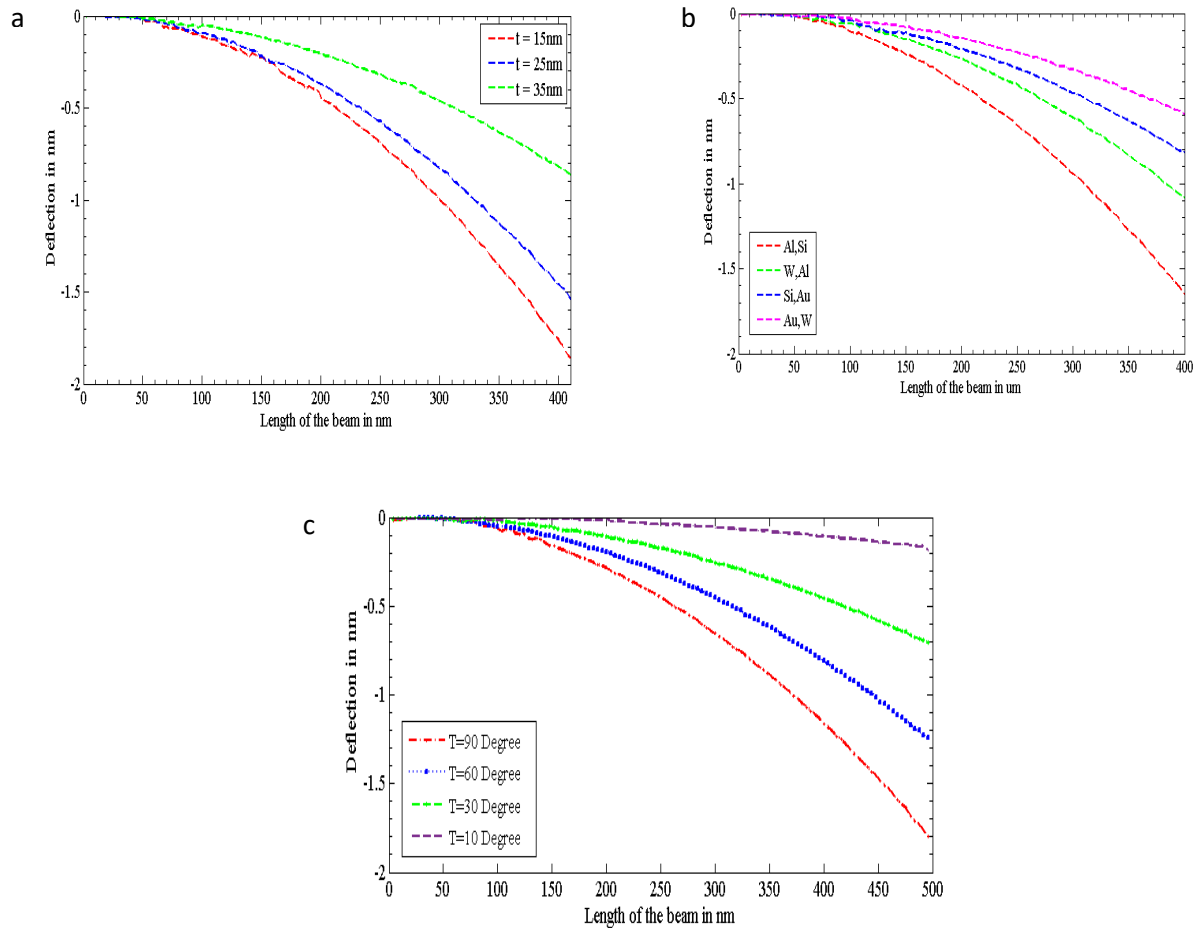 a
t = 15nm
t = 25nm
t = 35nm
0
-0.5
-1
-1.5
-2
Deflection in nm
0 50 100 150 200 250 300 350 400
Length of the beam in nm
b
0
-0.5
-1
-1.5
-2
Deflection in nm
Al,Si
W,Al
Si,Au
Au,W
0 50 100 150 200 250 300 350 400
Length of the beam in um
c
0
-0.5
-1
-1.5
-2
Deflection in nm
T=90 Degree
T=60 Degree
T=30 Degree
T=10 Degree
0 50 100 150 200 250 300 350 400 450 500
Length of the beam in nm